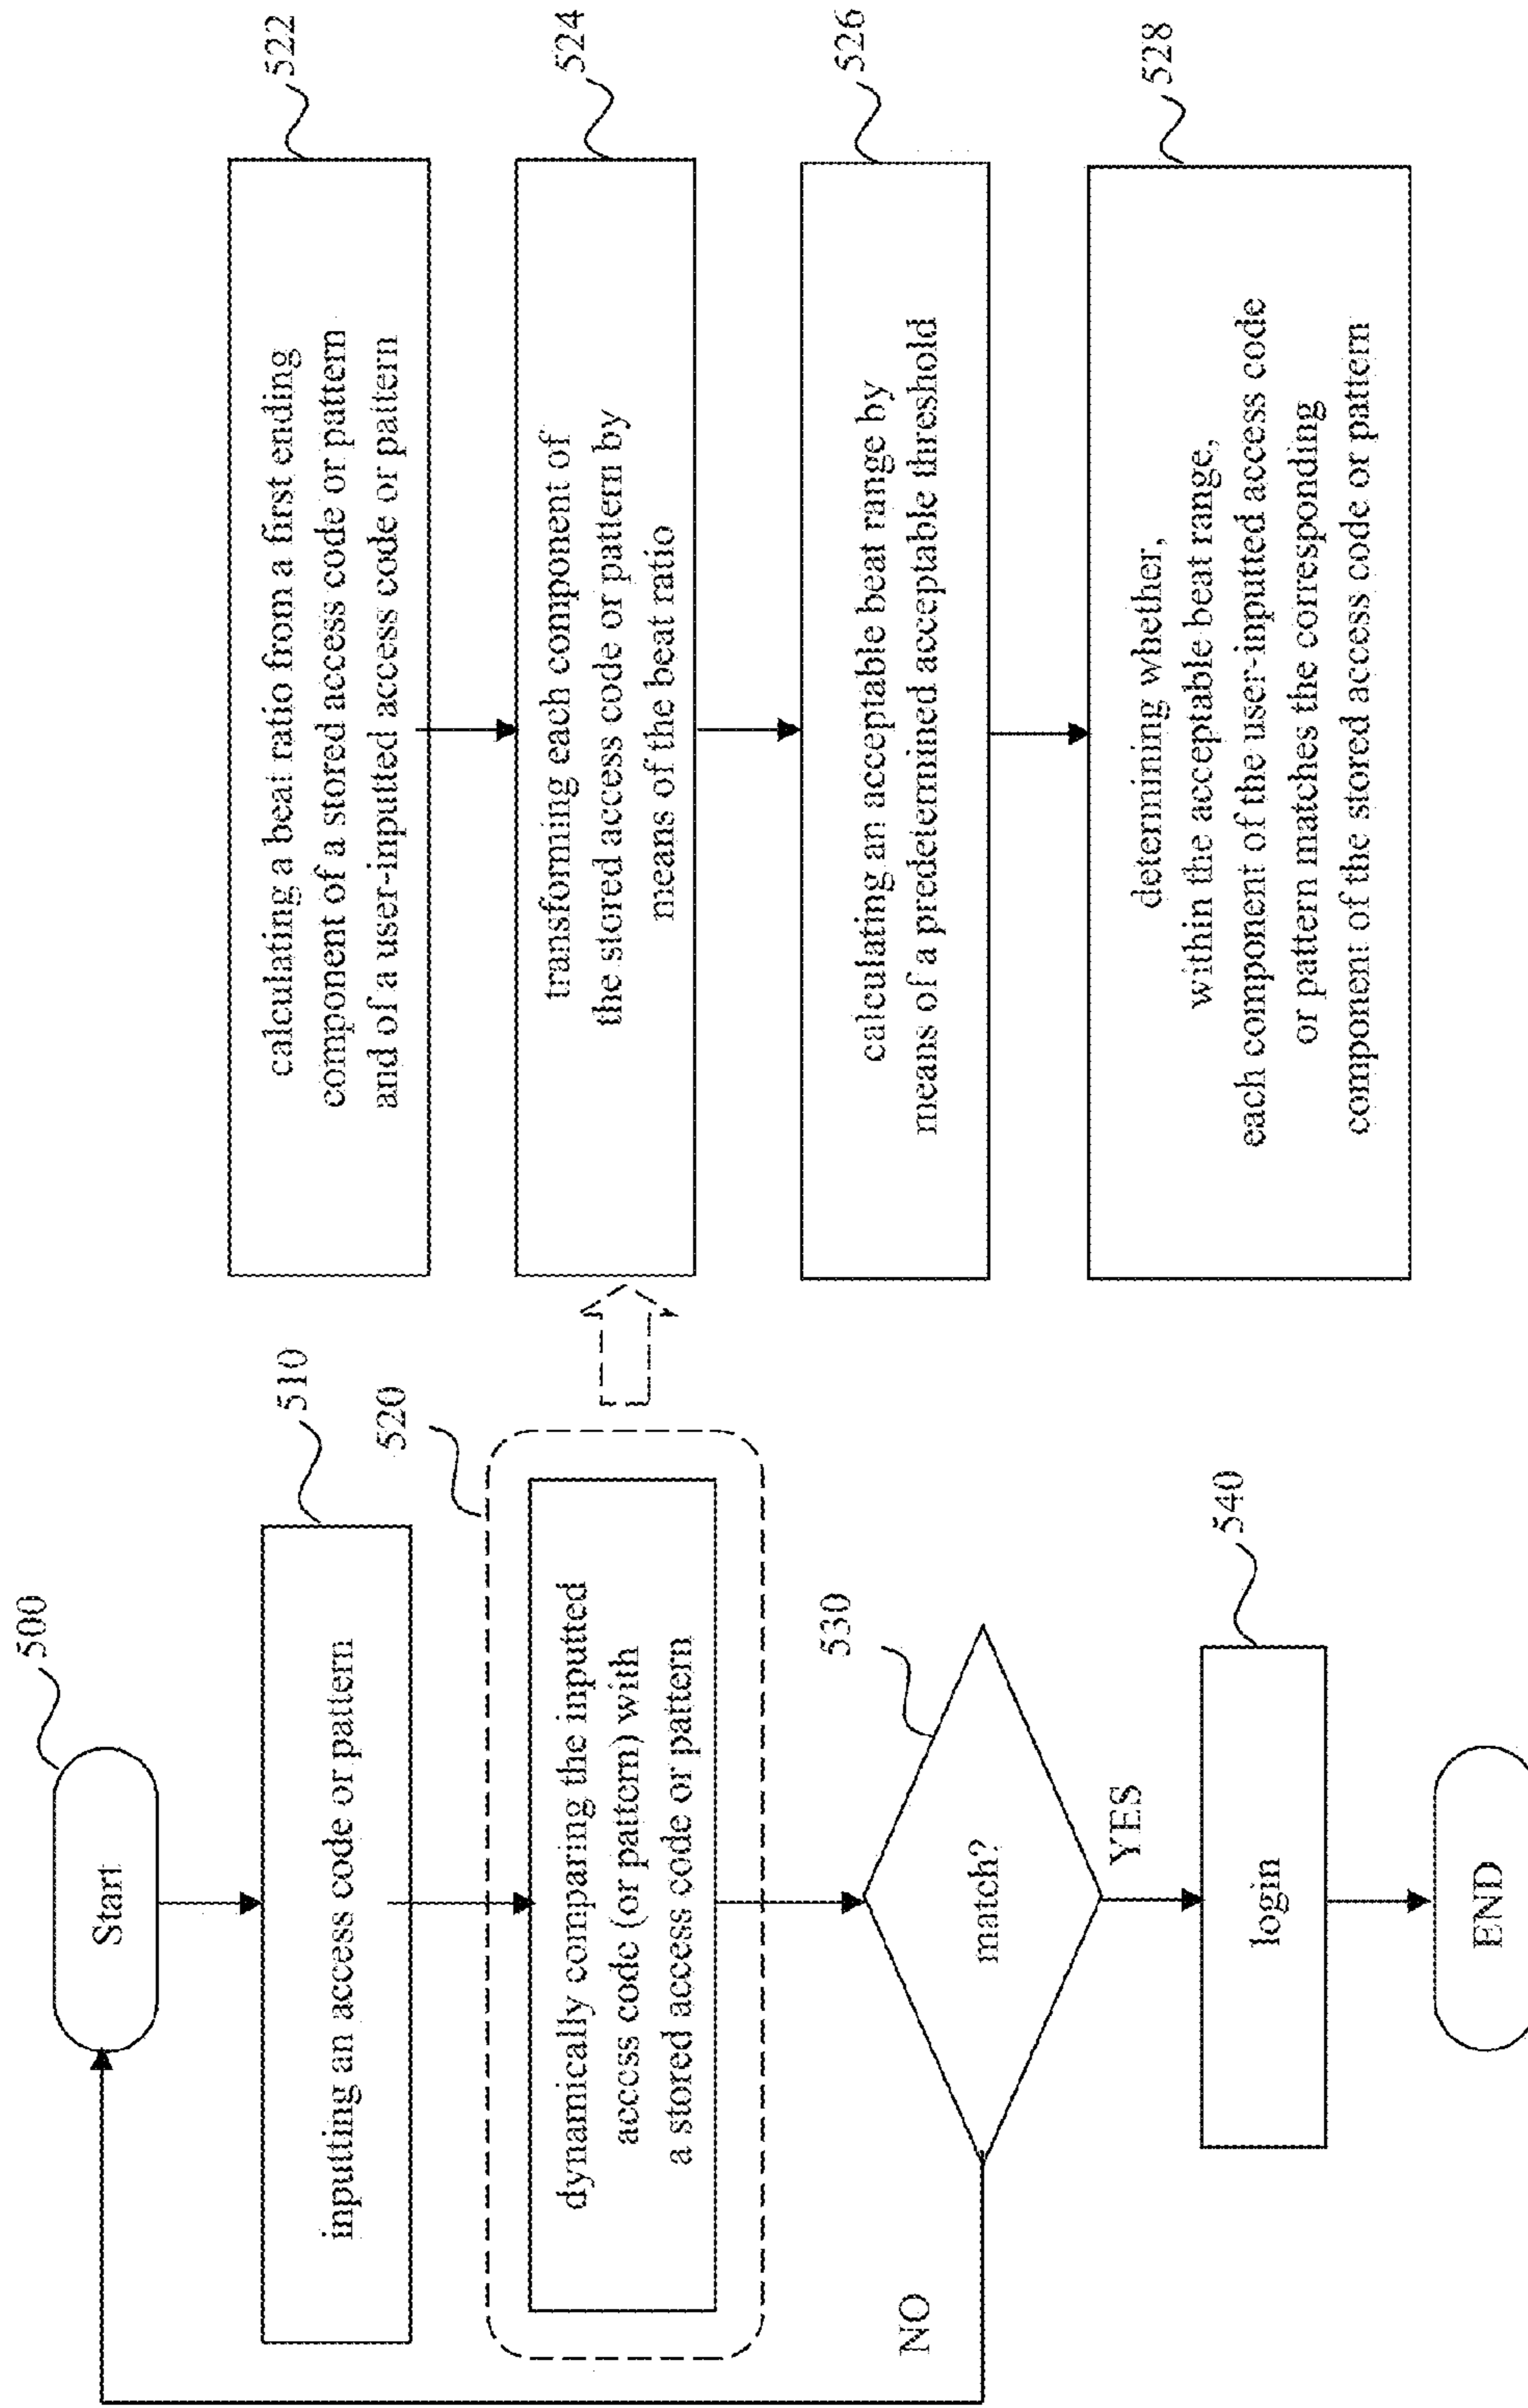 500
Start
510
inputting an access code or pattern
520
dynamically comparing the inputted
access code (or pattern) with
a stored access code or pattern
530
match?
NO
YES
540
login
END
522
calculating a beat ratio from a first ending
component of a stored access code or pattern
and of a user-inputted access code or pattern
524
transforming each component of
the stored access code or pattern by
means of the beat ratio
526
calculating an acceptable beat range by
means of a predetermined acceptable threshold
528
determining whether,
within the acceptable beat range,
each component of the user-inputted access code
or pattern matches the corresponding
component of the stored access code or pattern